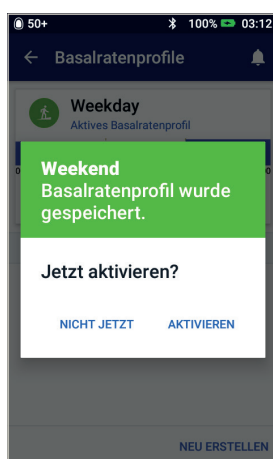 50+ 100% 03:12
Basalratenprofile
Weekday
Aktives Basalratenprofil
Weekend
Basalratenprofil wurde
gespeichert.
Jetzt aktivieren?
NICHT JETZT AKTIVIEREN
NEU ERSTELLEN